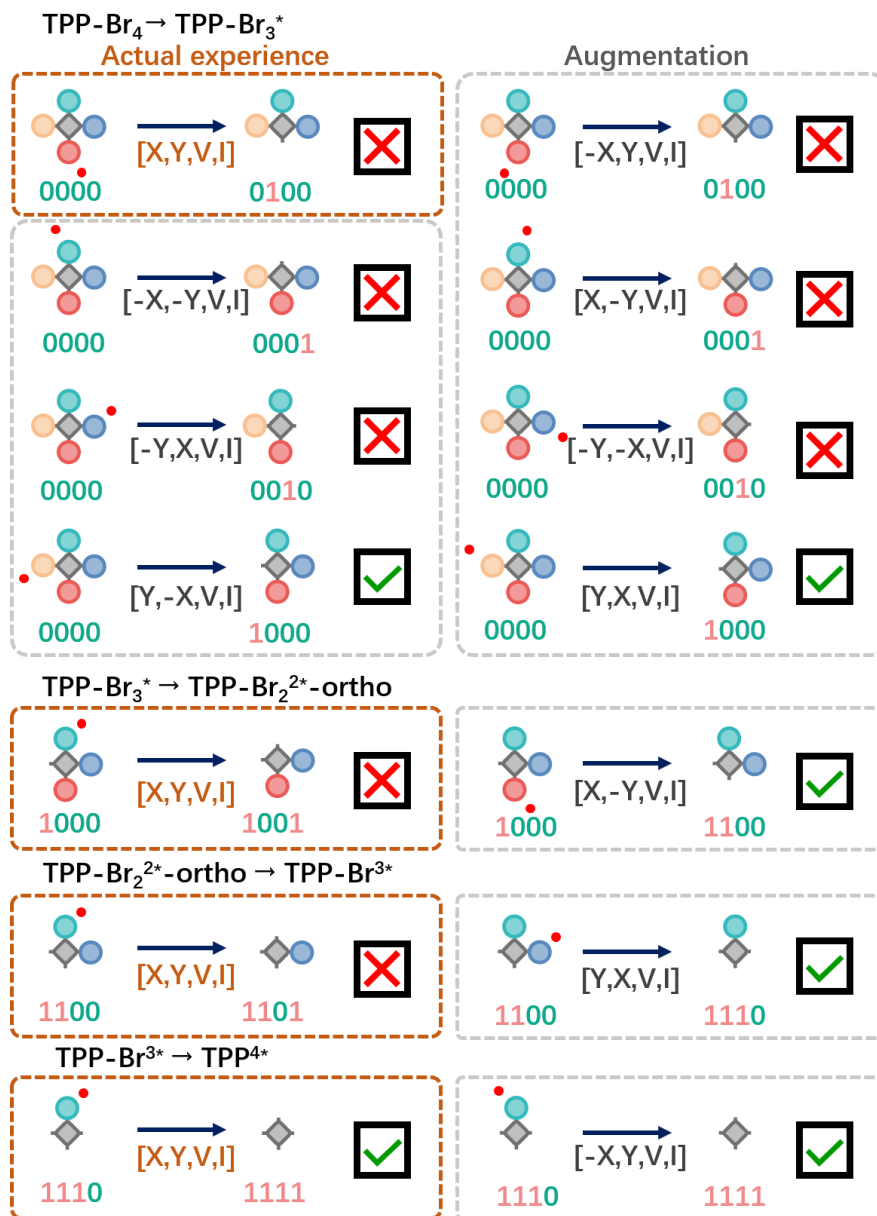 TPP-Br₄ → TPP-Br₃*
Actual experience
Augmentation
[X,Y,V,I]
0000
0100
[-X,Y,V,I]
0000
0100
[-X,-Y,V,I]
0000
0001
[X,-Y,V,I]
0000
0001
[-Y,X,V,I]
0000
0010
[-Y,-X,V,I]
0000
0010
[Y,-X,V,I]
0000
1000
[Y,X,V,I]
0000
1000
TPP-Br₃* → TPP-Br₂²*-ortho
[X,Y,V,I]
1000
1001
[X,-Y,V,I]
1000
1100
TPP-Br₂²*-ortho → TPP-Br³*
[X,Y,V,I]
1100
1101
[Y,X,V,I]
1100
1110
TPP-Br³* → TPP⁴*
[X,Y,V,I]
1110
1111
[-X,Y,V,I]
1110
1111